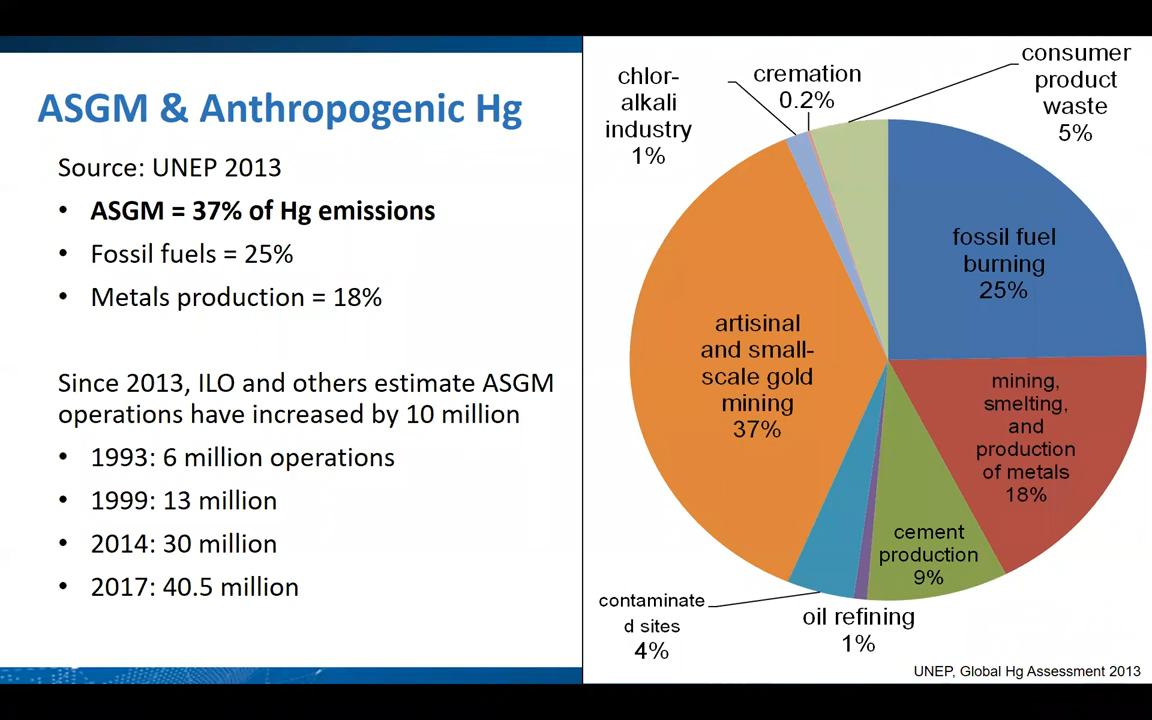 ASGM & Anthropogenic Hg
Source: UNEP 2013
• ASGM = 37% of Hg emissions
• Fossil fuels = 25%
• Metals production = 18%
Since 2013, ILO and others estimate ASGM
operations have increased by 10 million
• 1993: 6 million operations
• 1999: 13 million
• 2014: 30 million
• 2017: 40.5 million
chlor-
alkali
industry
1%
cremation
0.2%
consumer
product
waste
5%
fossil fuel
burning
25%
artisinal
and small-
scale gold
mining
37%
mining,
smelting,
and
production
of metals
18%
cement
production
9%
contaminate
d sites
4%
oil refining
1%
UNEP, Global Hg Assessment 2013